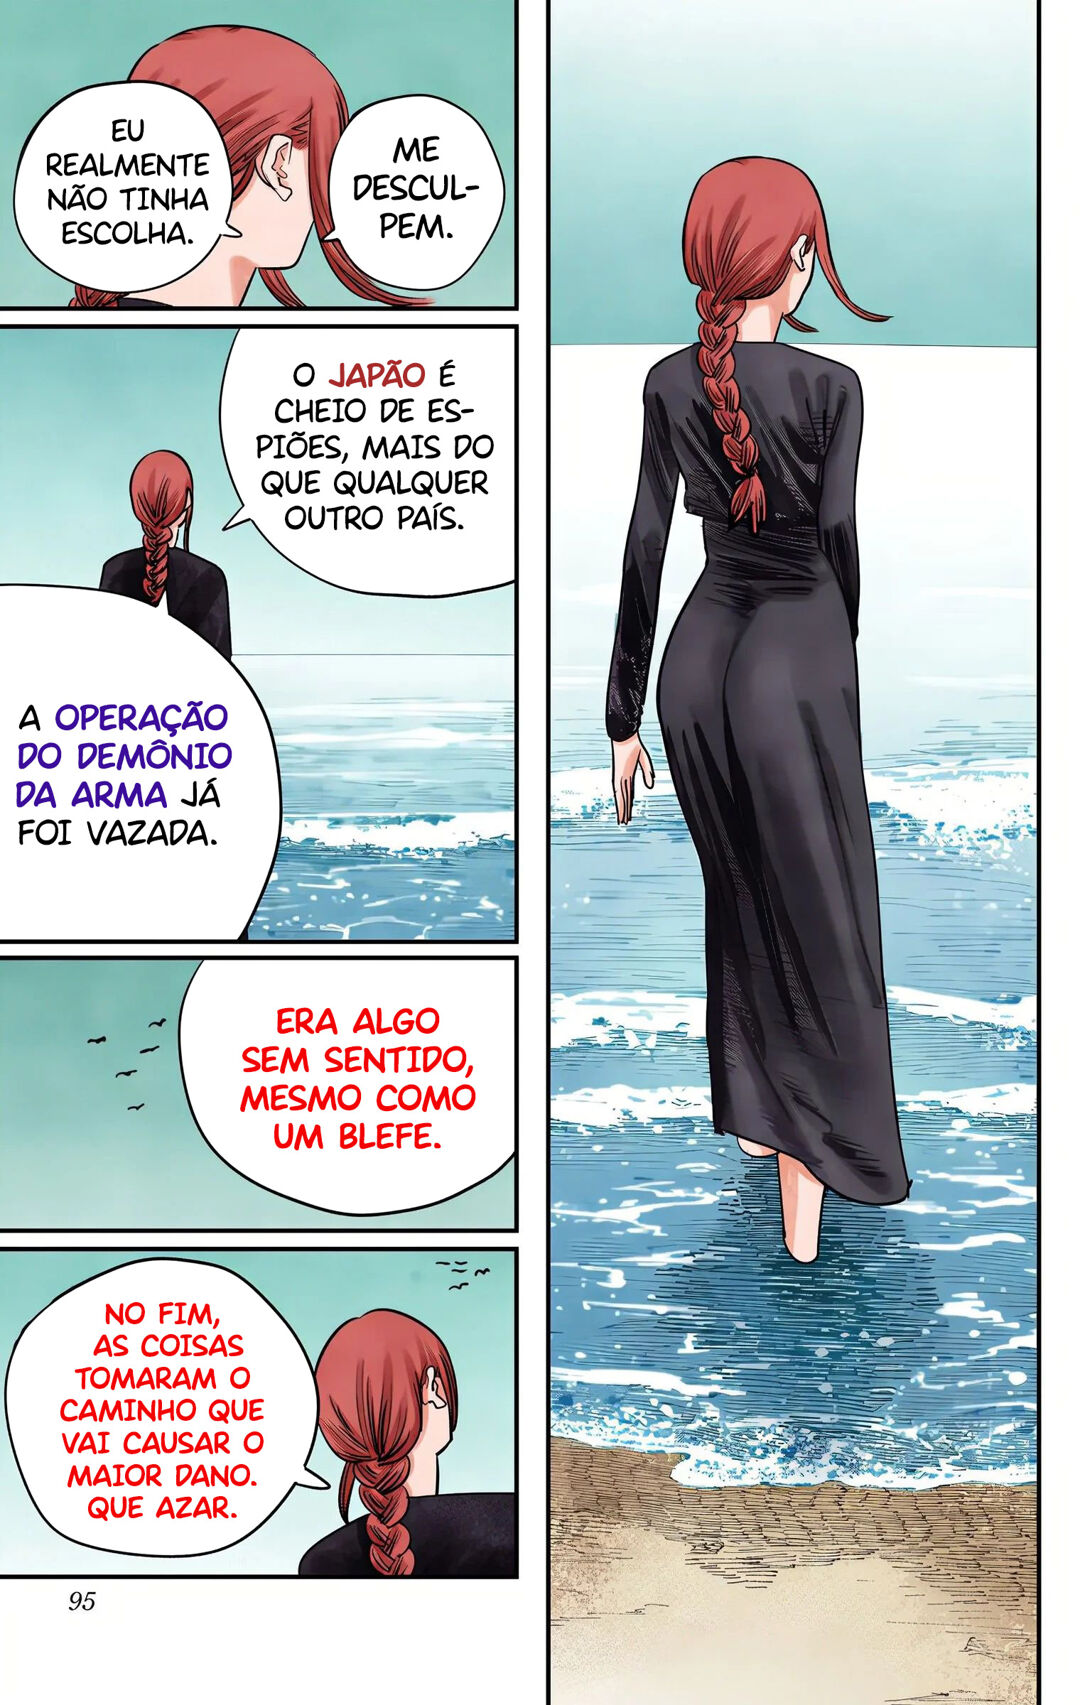 ME
DESCUL-
PEM.
EU
REALMENTE
NÃO TINHA
ESCOLHA.
O JAPÃO É
CHEIO DE ES-
PIÕES, MAIS DO
QUE QUALQUER
OUTRO PAÍS.
A OPERAÇÃO
DO DEMÔNIO
DA ARMA JÁ
FOI VAZADA.
ERA ALGO
SEM SENTIDO,
MESMO COMO
UM BLEFE.
NO FIM,
AS COISAS
TOMARAM O
CAMINHO QUE
VAI CAUSAR O
MAIOR DANO.
QUE AZAR.
95